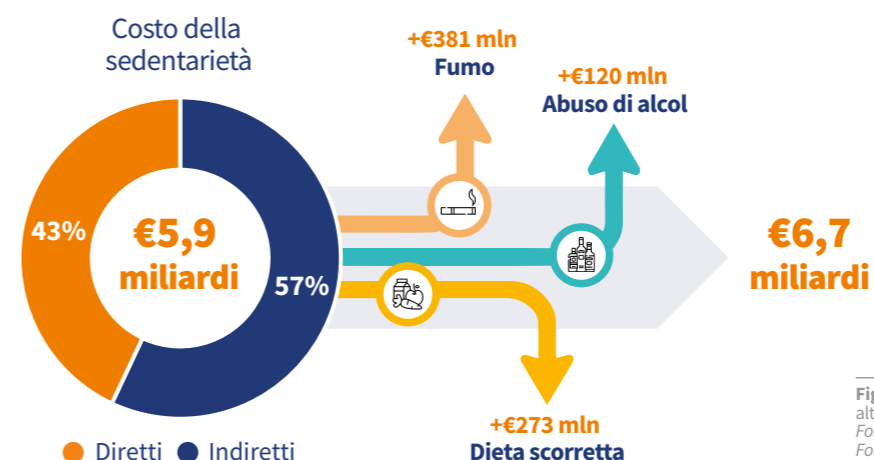 Costo della
sedentarietà
+€381 mln
Fumo
+€120 mln
Abuso di alcol
43%
€5,9
miliardi
57%
€6,7
miliardi
+€273 mln
Dieta scorretta
Diretti
Indiretti